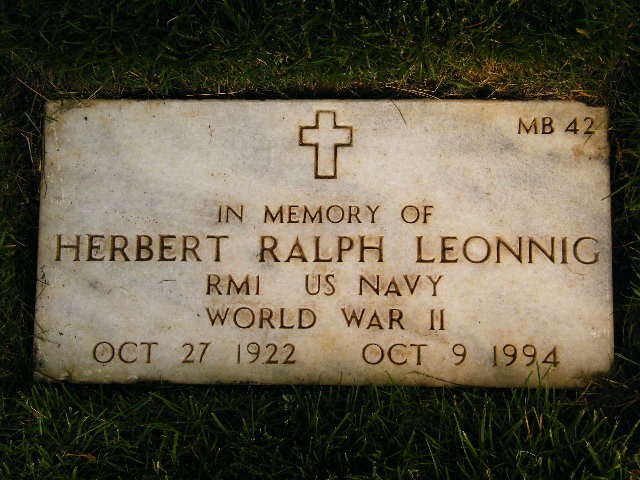 MB 42
IN MEMORY OF
HERBERT RALPH LEONNIG
RM1 US NAVY
WORLD WAR II
OCT 27 1922 OCT 9 1994